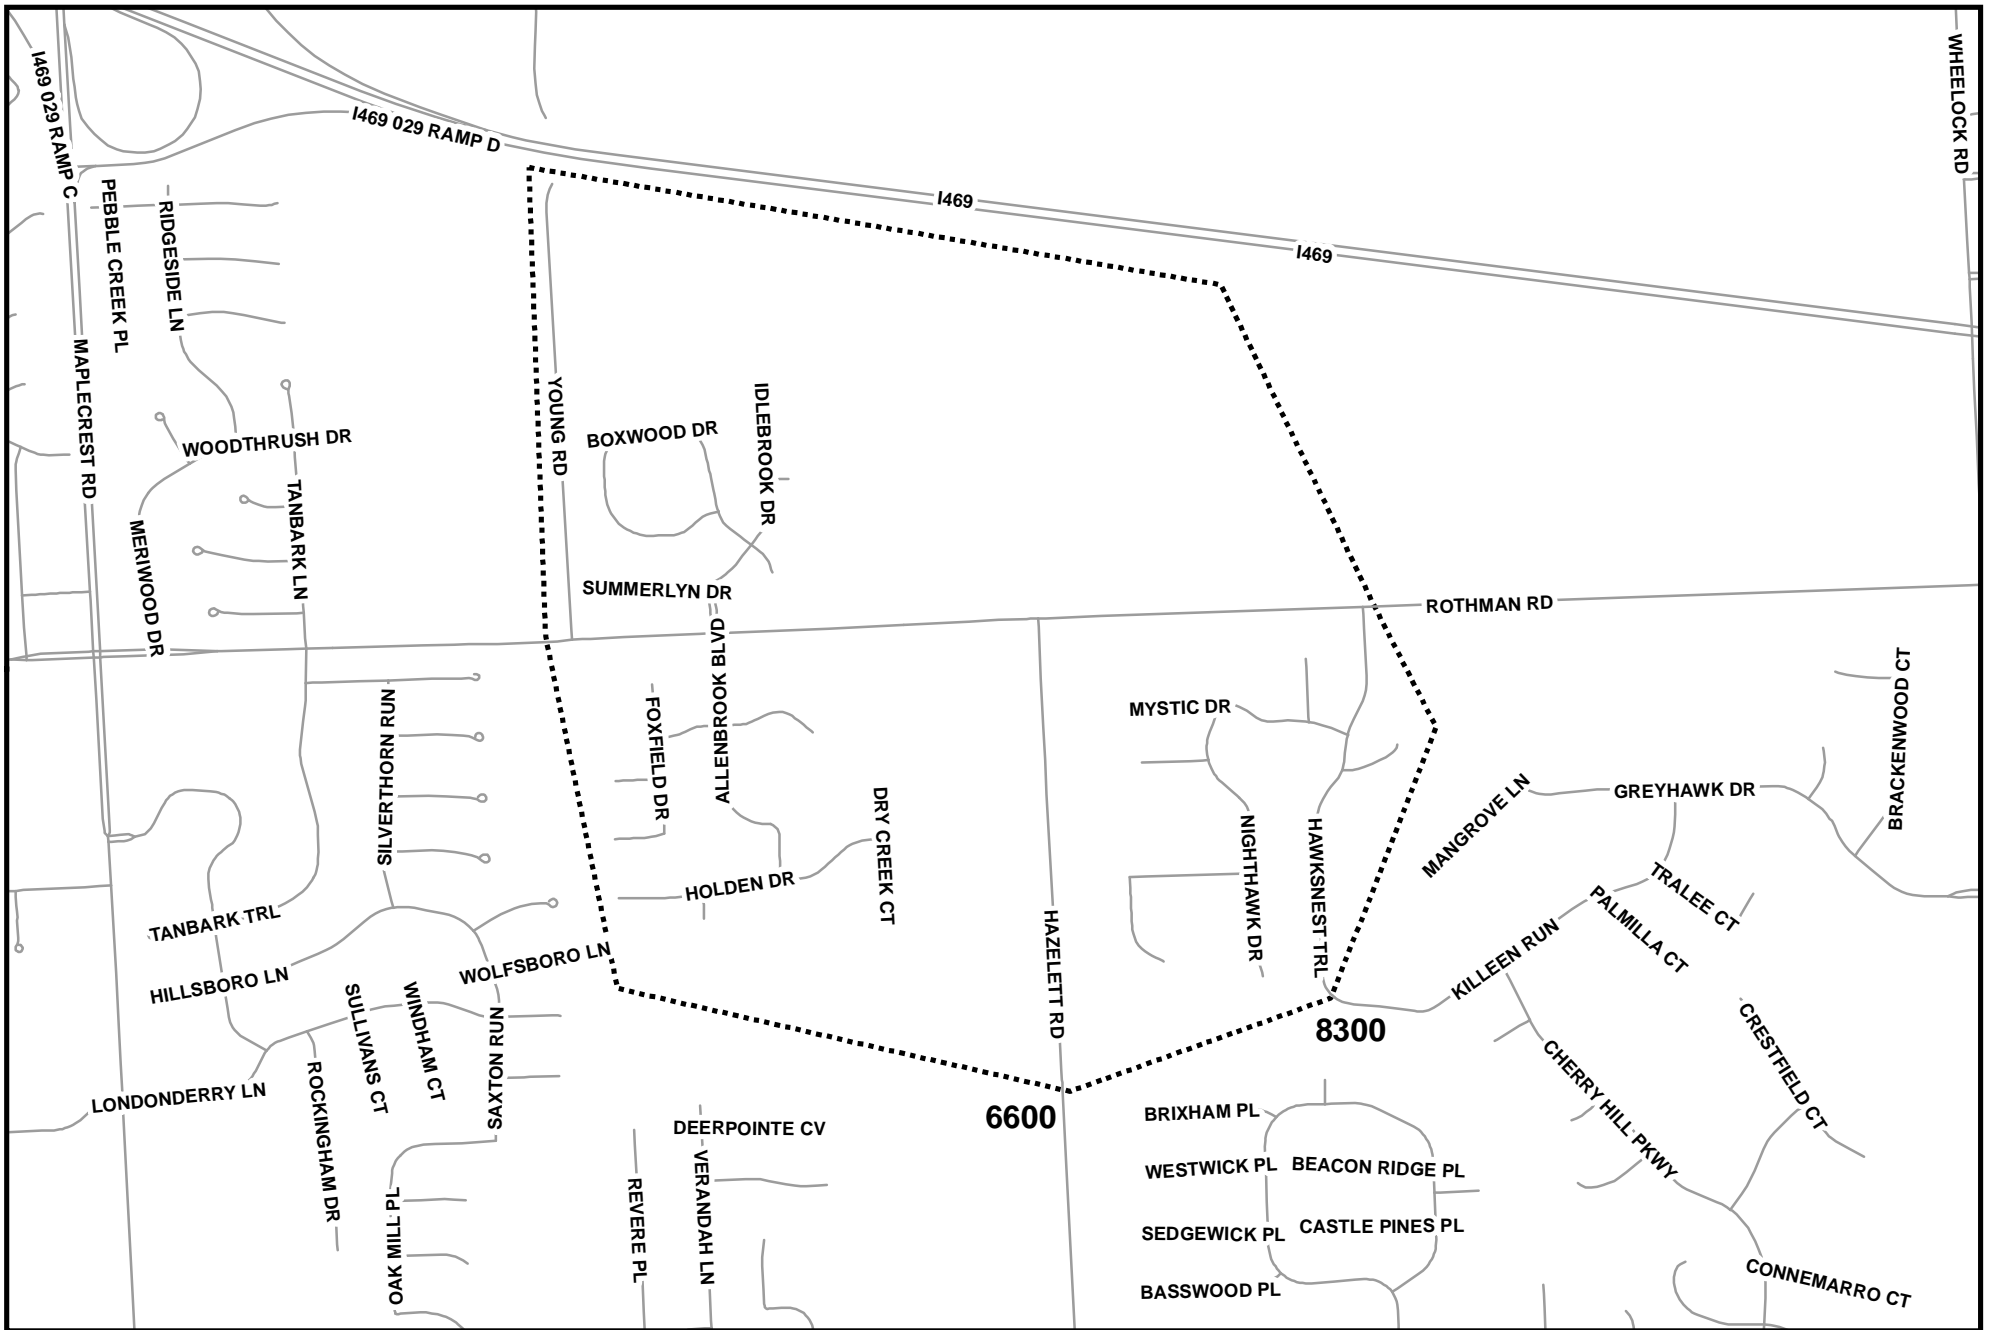 I469 029 RAMP C
I469 029 RAMP D
WHEELOCK RD
I469
I469
PEBBLE CREEK PL
RIDGESIDE LN
MAPLECREST RD
YOUNG RD
BOXWOOD DR
IDLEBROOK DR
WOODTHRUSH DR
TANBARK LN
MERIWOOD DR
SUMMERLYN DR
ROTHMAN RD
ALLENBROOK BLVD
FOXFIELD DR
SILVERTHORN RUN
MYSTIC DR
BRACKENWOOD CT
GREYHAWK DR
MANGROVE LN
DRY CREEK CT
NIGHTHAWK DR
HAWKSNEST TRL
HOLDEN DR
TRALEE CT
PALMILLA CT
TANBARK TRL
HAZELETT RD
KILLEEN RUN
WOLFSBORO LN
HILLSBORO LN
SULLIVANS CT
WINDHAM CT
SAXTON RUN
8300
CRESTFIELD CT
CHERRY HILL PKWY
ROCKINGHAM DR
LONDONDERRY LN
6600
BRIXHAM PL
DEERPOINTE CV
VERANDAH LN
WESTWICK PL
BEACON RIDGE PL
REVERE PL
OAK MILL PL
SEDGEWICK PL
CASTLE PINES PL
BASSWOOD PL
CONNEMARRO CT